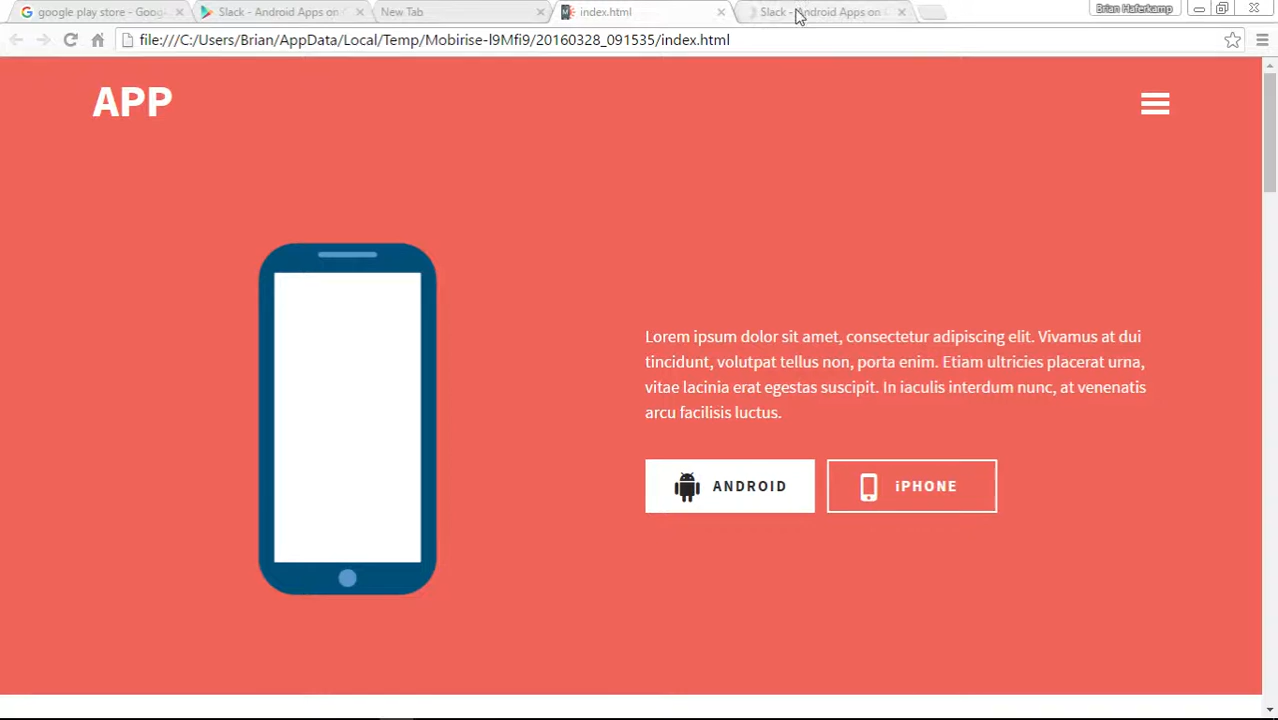 google play store - Goog
Slack - Android Apps on
New Tab
index.html
Slack - Android Apps on
Brian Haferkamp
file:///C:/Users/Brian/AppData/Local/Temp/Mobirise-l9Mfi9/20160328_091535/index.html
APP
Lorem ipsum dolor sit amet, consectetur adipiscing elit. Vivamus at dui
tincidunt, volutpat tellus non, porta enim. Etiam ultricies placerat urna,
vitae lacinia erat egestas suscipit. In iaculis interdum nunc, at venenatis
arcu facilisis luctus.
ANDROID
iPHONE